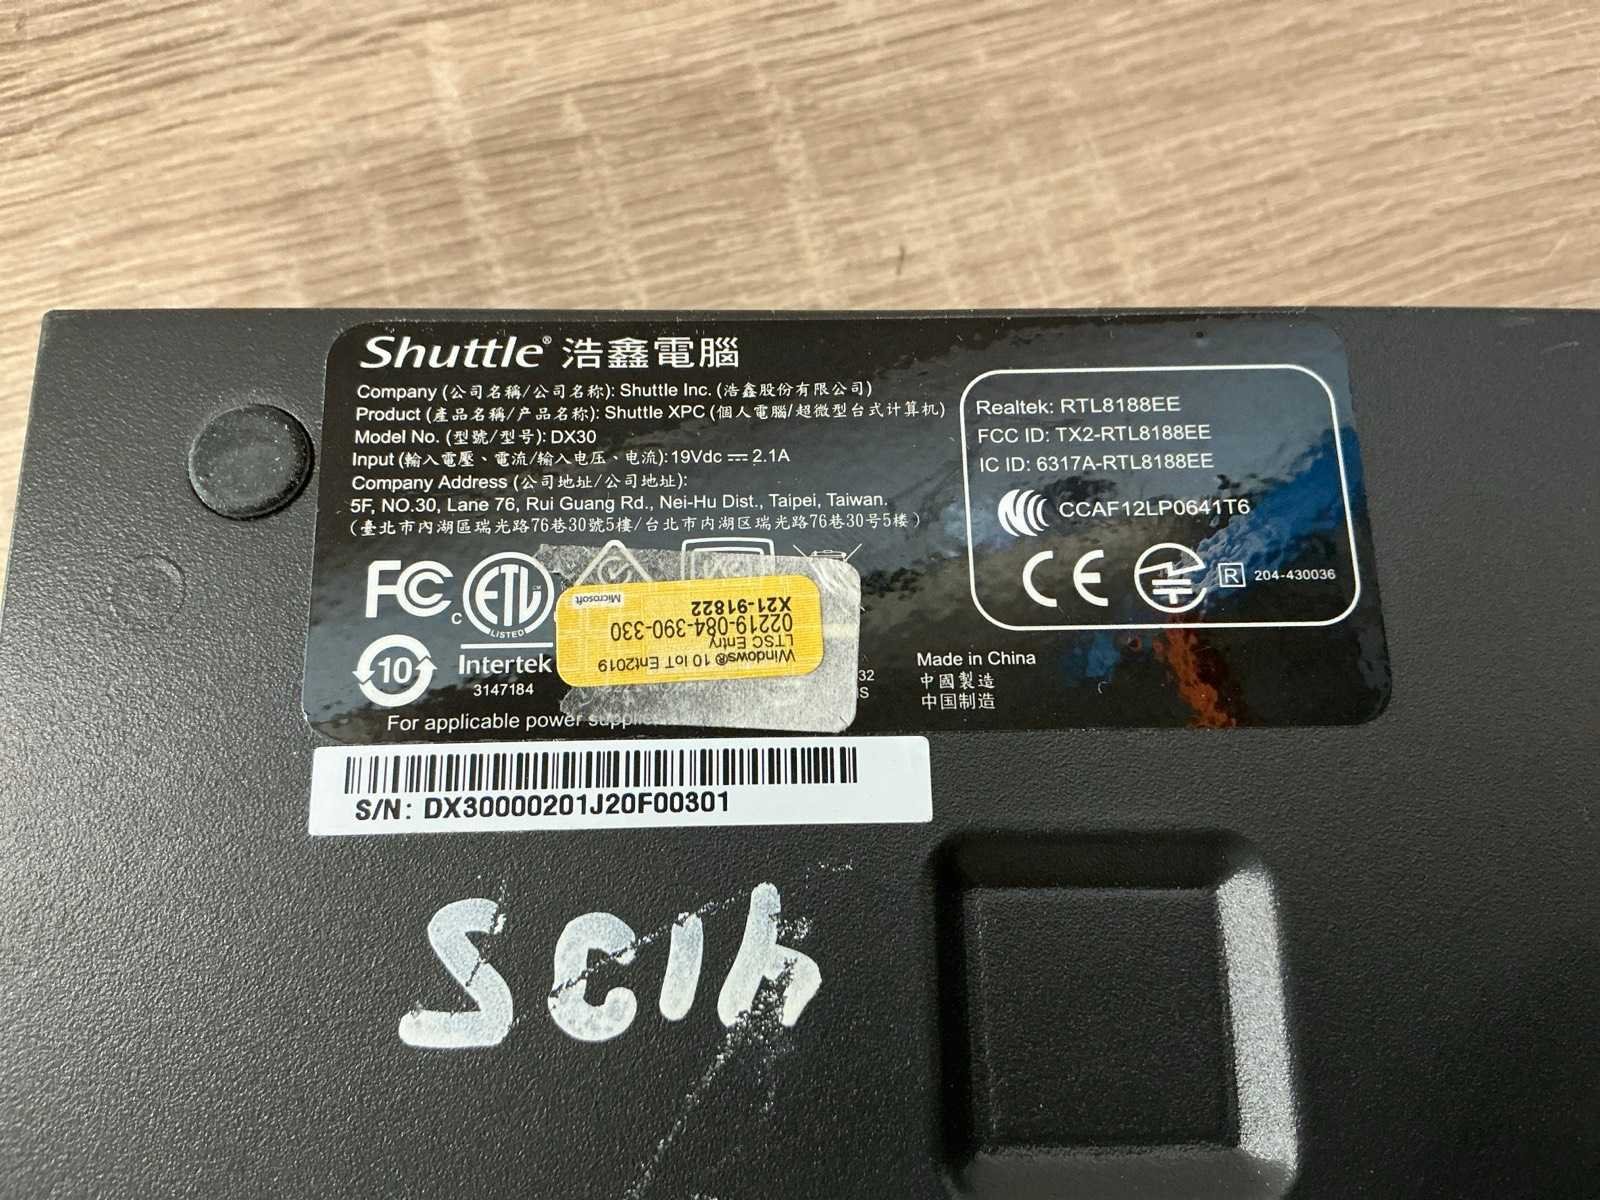 Shuttle® 浩鑫電腦
Company (公司名稱/公司名称): Shuttle Inc. (浩鑫股份有限公司)
Product (產品名稱/产品名称): Shuttle XPC (個人電腦/超微型台式计算机)
Model No. (型號/型号): DX30
Input (輸入電壓、電流/输入电压、电流): 19Vdc ⎓ 2.1A
Company Address (公司地址/公司地址):
5F, NO.30, Lane 76, Rui Guang Rd., Nei-Hu Dist., Taipei, Taiwan.
(臺北市內湖區瑞光路76巷30號5樓/台北市内湖区瑞光路76巷30号5楼)
FC
c ETL
LISTED
10
Intertek
3147184
For applicable power
32
Windows® 10 IoT Ent2019
LTSC Entry
02219-084-390-330
X21-91822
Microsoft
Realtek: RTL8188EE
FCC ID: TX2-RTL8188EE
IC ID: 6317A-RTL8188EE
CCAF12LP0641T6
CE R 204-430036
Made in China
中國製造
中国制造
S/N: DX30000201J20F00301